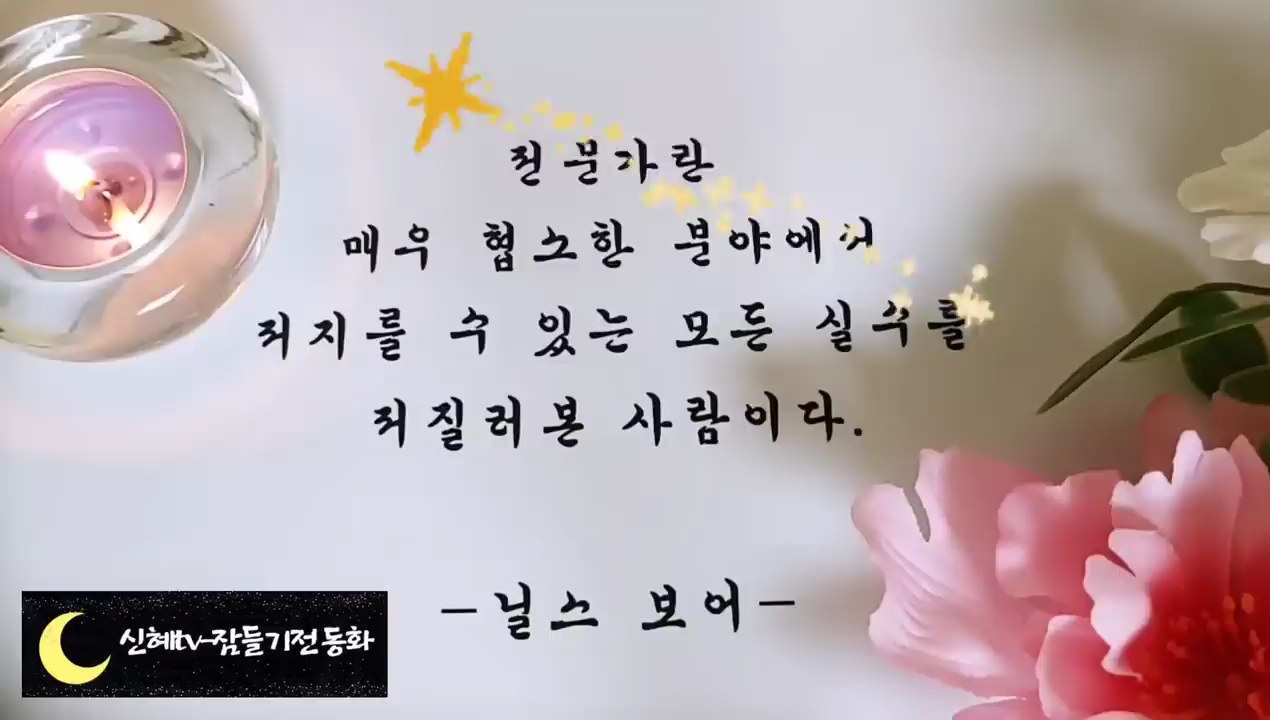 전문가란
매우 협소한 분야에서
저지를 수 있는 모든 실수를
저질러본 사람이다.
-닐스 보어-
신혜tv-잠들기전동화